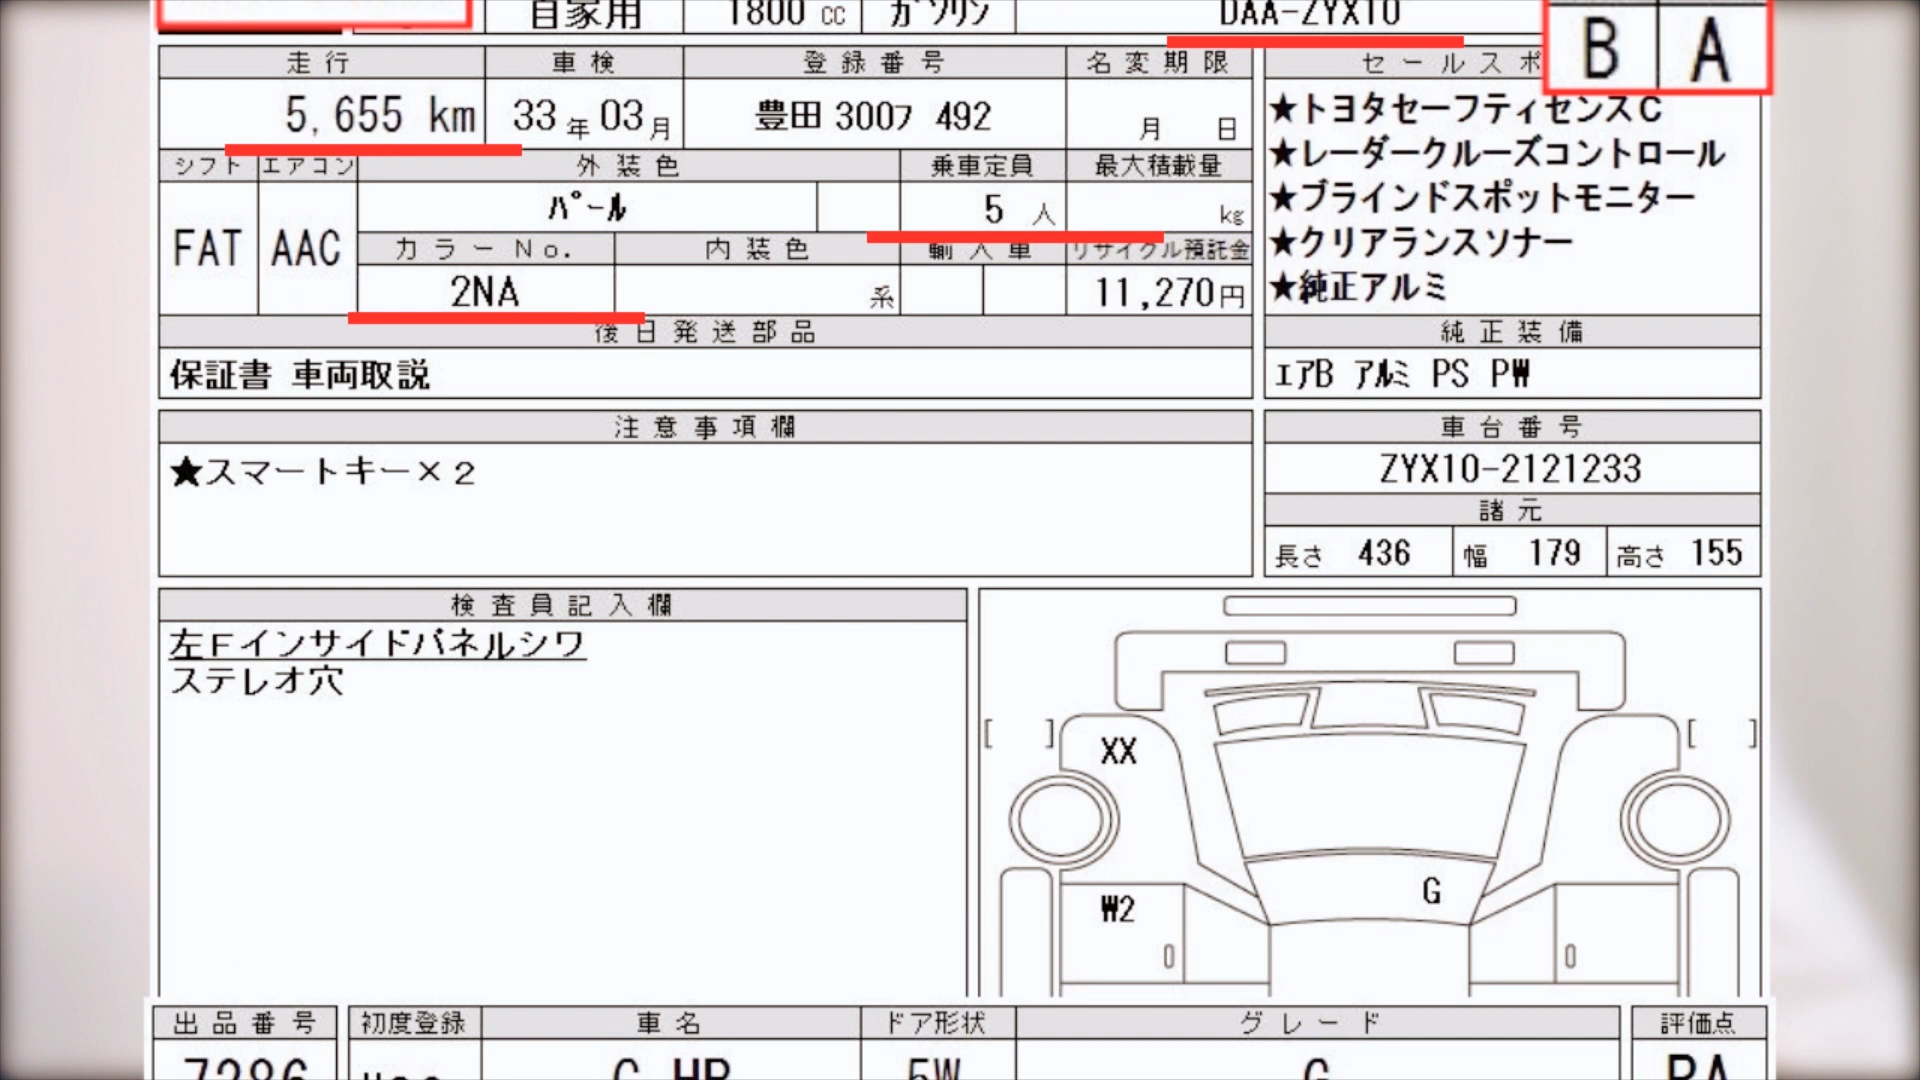 自家用 1800 cc ガソリン DAA-ZYX10
B A
走行 車検 登録番号 名変期限 セールスポ
5,655 km 33年03月 豊田 300フ 492 月 日
★トヨタセーフティセンスC
★レーダークルーズコントロール
★ブラインドスポットモニター
★クリアランスソナー
★純正アルミ
シフト エアコン 外装色 乗車定員 最大積載量
パール 5 人 kg
FAT AAC
カラーNo. 内装色 輸入車 リサイクル預託金
2NA 系 11,270円
後日発送部品 純正装備
保証書 車両取説 エアB アルミ PS PW
注意事項欄 車台番号
★スマートキー×2 ZYX10-2121233
諸元
長さ 436 幅 179 高さ 155
検査員記入欄
左Fインサイドパネルシワ
ステレオ穴
[ ] [ ]
XX
G
W2
出品番号 初度登録 車名 ドア形状 グレード 評価点
7286 C-HR 5W G RA